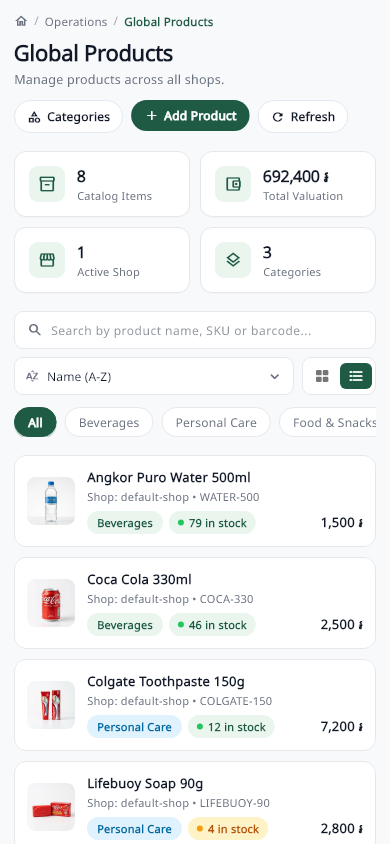 / Operations / Global Products
Global Products
Manage products across all shops.
Categories
+ Add Product
Refresh
8
Catalog Items
692,400 ៛
Total Valuation
1
Active Shop
3
Categories
Search by product name, SKU or barcode...
AZ Name (A-Z)
All
Beverages
Personal Care
Food & Snacks
Angkor Puro Water 500ml
Shop: default-shop • WATER-500
Beverages
79 in stock
1,500 ៛
Coca Cola 330ml
Shop: default-shop • COCA-330
Beverages
46 in stock
2,500 ៛
Colgate Toothpaste 150g
Shop: default-shop • COLGATE-150
Personal Care
12 in stock
7,200 ៛
Lifebuoy Soap 90g
Shop: default-shop • LIFEBUOY-90
Personal Care
4 in stock
2,800 ៛